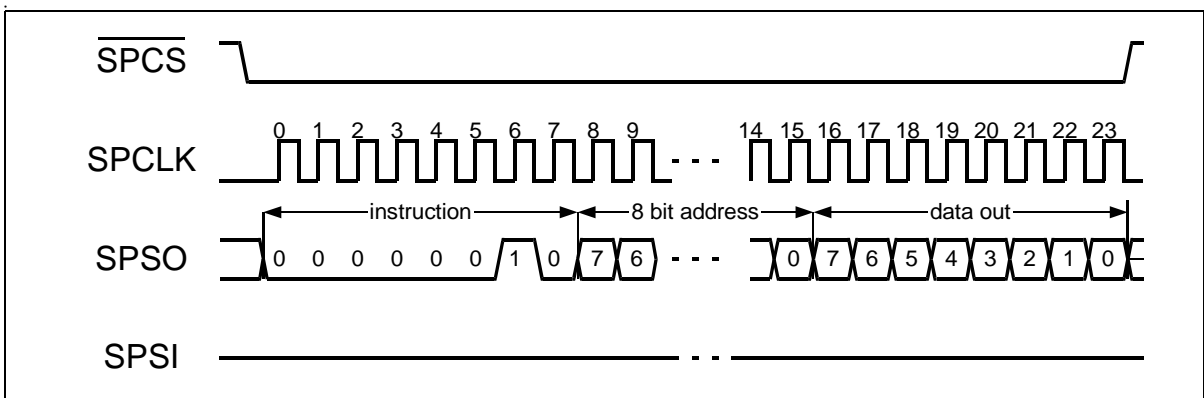 SPCS
0 1 2 3 4 5 6 7 8 9 14 15 16 17 18 19 20 21 22 23
SPCLK
instruction 8 bit address data out
SPSO 0 0 0 0 0 0 1 0 7 6 0 7 6 5 4 3 2 1 0
SPSI